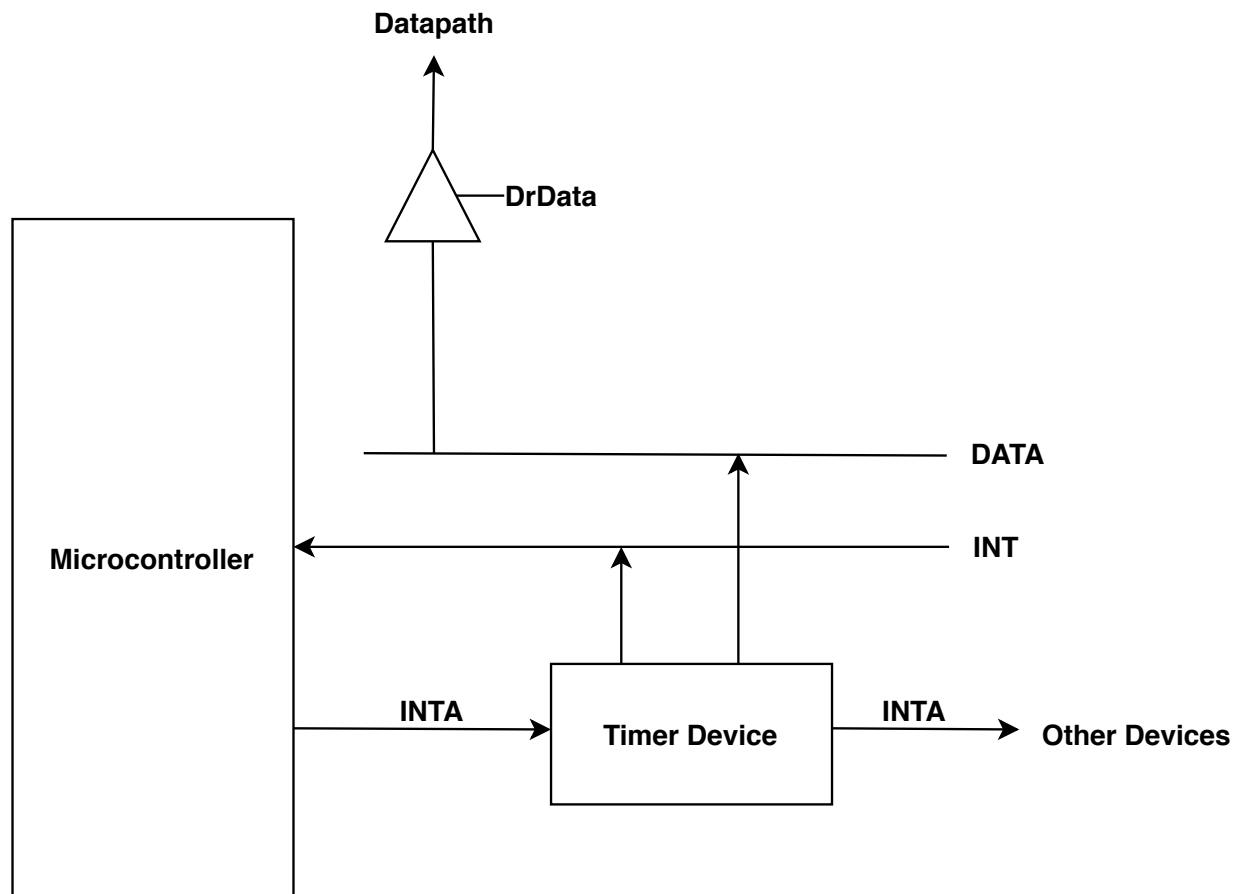 Datapath
DrData
DATA
INT
Microcontroller
INTA
Timer Device
INTA
Other Devices